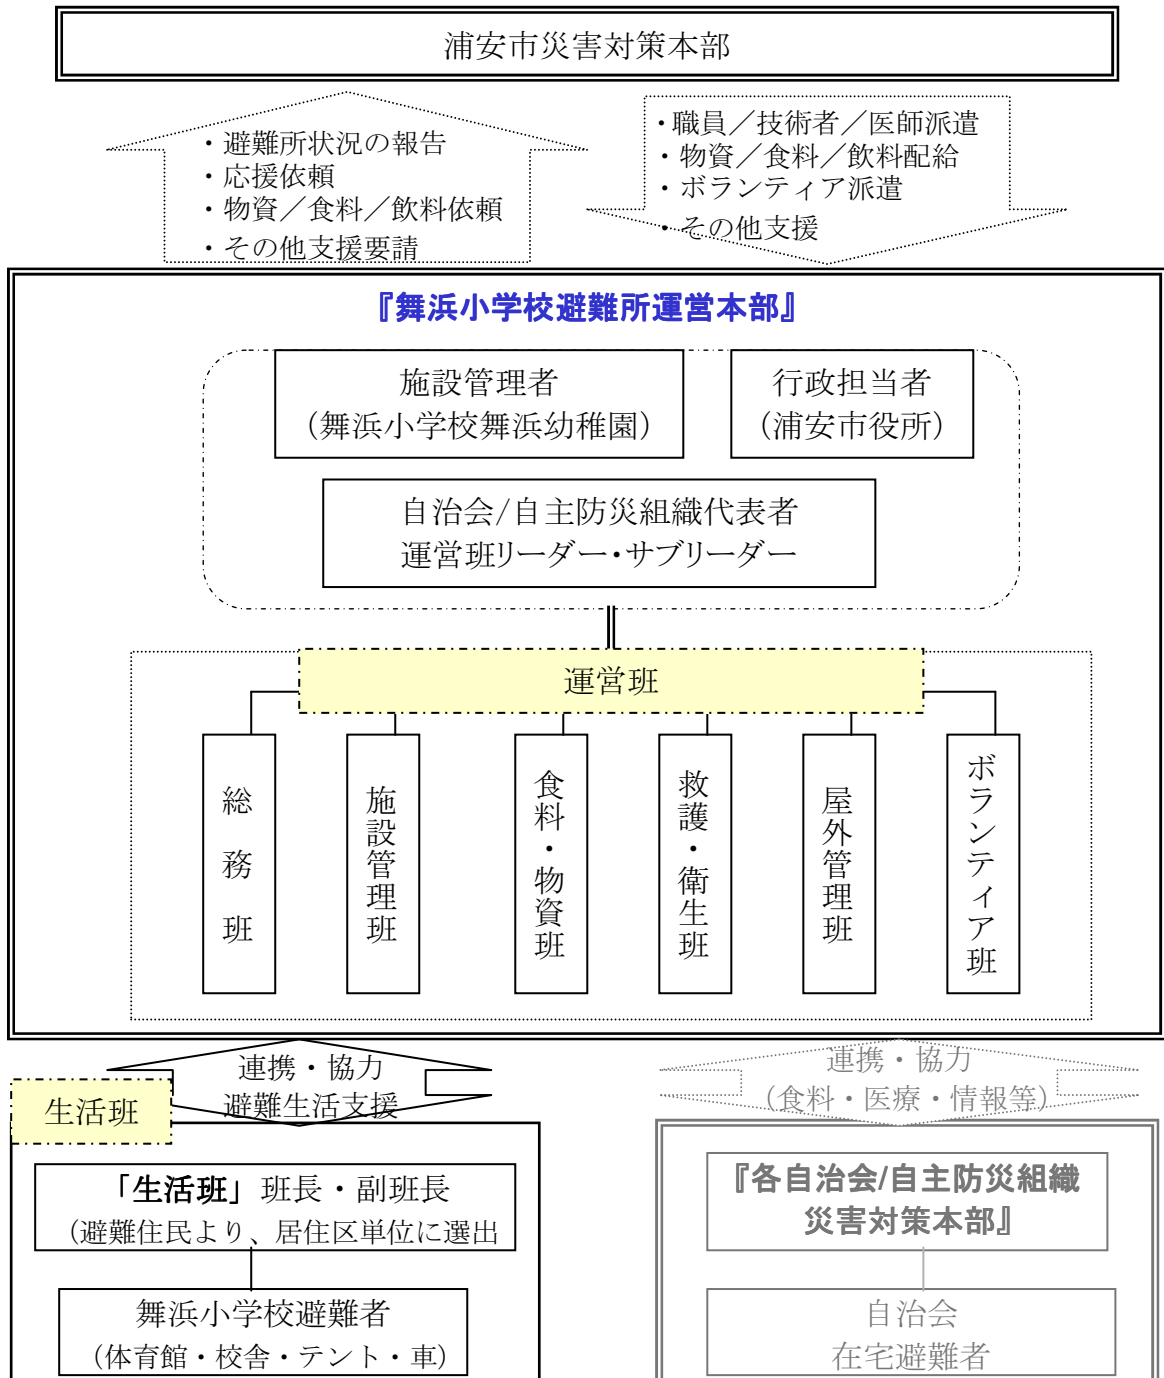 浦安市災害対策本部
・避難所状況の報告
・応援依頼
・物資／食料／飲料依頼
・その他支援要請
・職員／技術者／医師派遣
・物資／食料／飲料配給
・ボランティア派遣
・その他支援
『舞浜小学校避難所運営本部』
施設管理者
（舞浜小学校舞浜幼稚園）
行政担当者
（浦安市役所）
自治会/自主防災組織代表者
運営班リーダー・サブリーダー
運営班
総務班
施設管理班
食料・物資班
救護・衛生班
屋外管理班
ボランティア班
連携・協力
避難生活支援
連携・協力
（食料・医療・情報等）
生活班
「生活班」班長・副班長
（避難住民より、居住区単位に選出
舞浜小学校避難者
（体育館・校舎・テント・車）
『各自治会/自主防災組織
災害対策本部』
自治会
在宅避難者